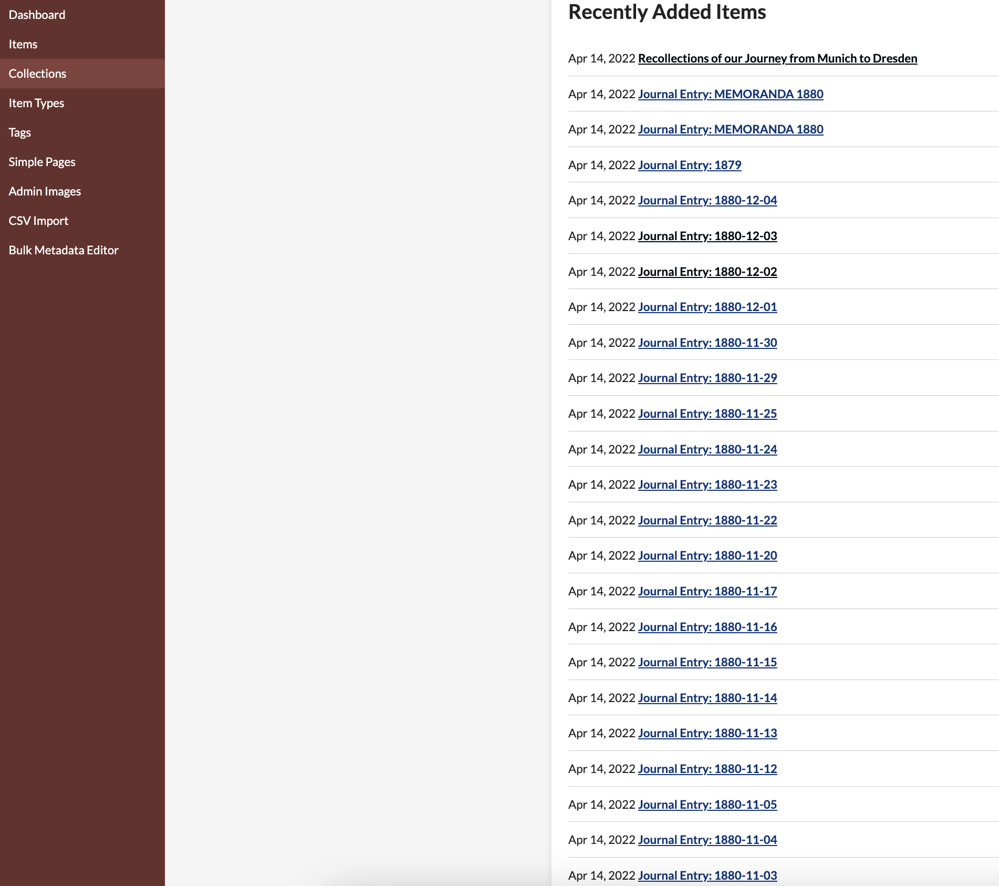 Dashboard
Items
Collections
Item Types
Tags
Simple Pages
Admin Images
CSV Import
Bulk Metadata Editor
Recently Added Items
Apr 14, 2022 Recollections of our Journey from Munich to Dresden
Apr 14, 2022 Journal Entry: MEMORANDA 1880
Apr 14, 2022 Journal Entry: MEMORANDA 1880
Apr 14, 2022 Journal Entry: 1879
Apr 14, 2022 Journal Entry: 1880-12-04
Apr 14, 2022 Journal Entry: 1880-12-03
Apr 14, 2022 Journal Entry: 1880-12-02
Apr 14, 2022 Journal Entry: 1880-12-01
Apr 14, 2022 Journal Entry: 1880-11-30
Apr 14, 2022 Journal Entry: 1880-11-29
Apr 14, 2022 Journal Entry: 1880-11-25
Apr 14, 2022 Journal Entry: 1880-11-24
Apr 14, 2022 Journal Entry: 1880-11-23
Apr 14, 2022 Journal Entry: 1880-11-22
Apr 14, 2022 Journal Entry: 1880-11-20
Apr 14, 2022 Journal Entry: 1880-11-17
Apr 14, 2022 Journal Entry: 1880-11-16
Apr 14, 2022 Journal Entry: 1880-11-15
Apr 14, 2022 Journal Entry: 1880-11-14
Apr 14, 2022 Journal Entry: 1880-11-13
Apr 14, 2022 Journal Entry: 1880-11-12
Apr 14, 2022 Journal Entry: 1880-11-05
Apr 14, 2022 Journal Entry: 1880-11-04
Apr 14, 2022 Journal Entry: 1880-11-03